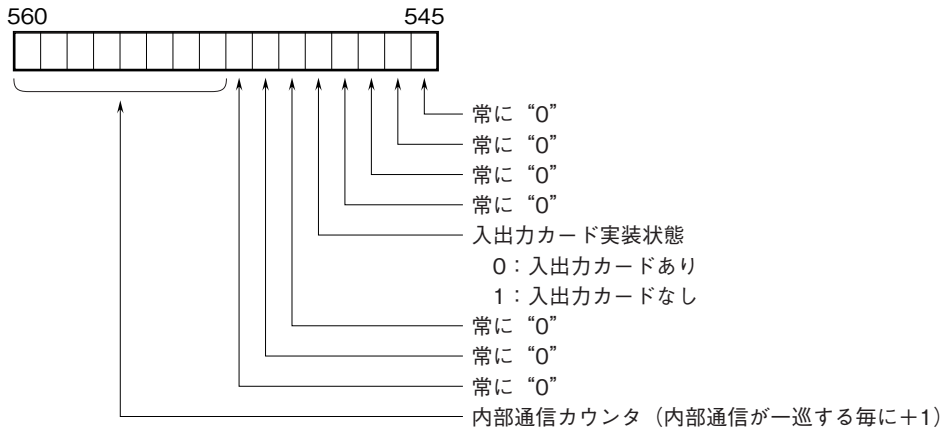 560 545
常に“0”
常に“0”
常に“0”
常に“0”
入出力カード実装状態
0：入出力カードあり
1：入出力カードなし
常に“0”
常に“0”
常に“0”
内部通信カウンタ（内部通信が一巡する毎に＋1）